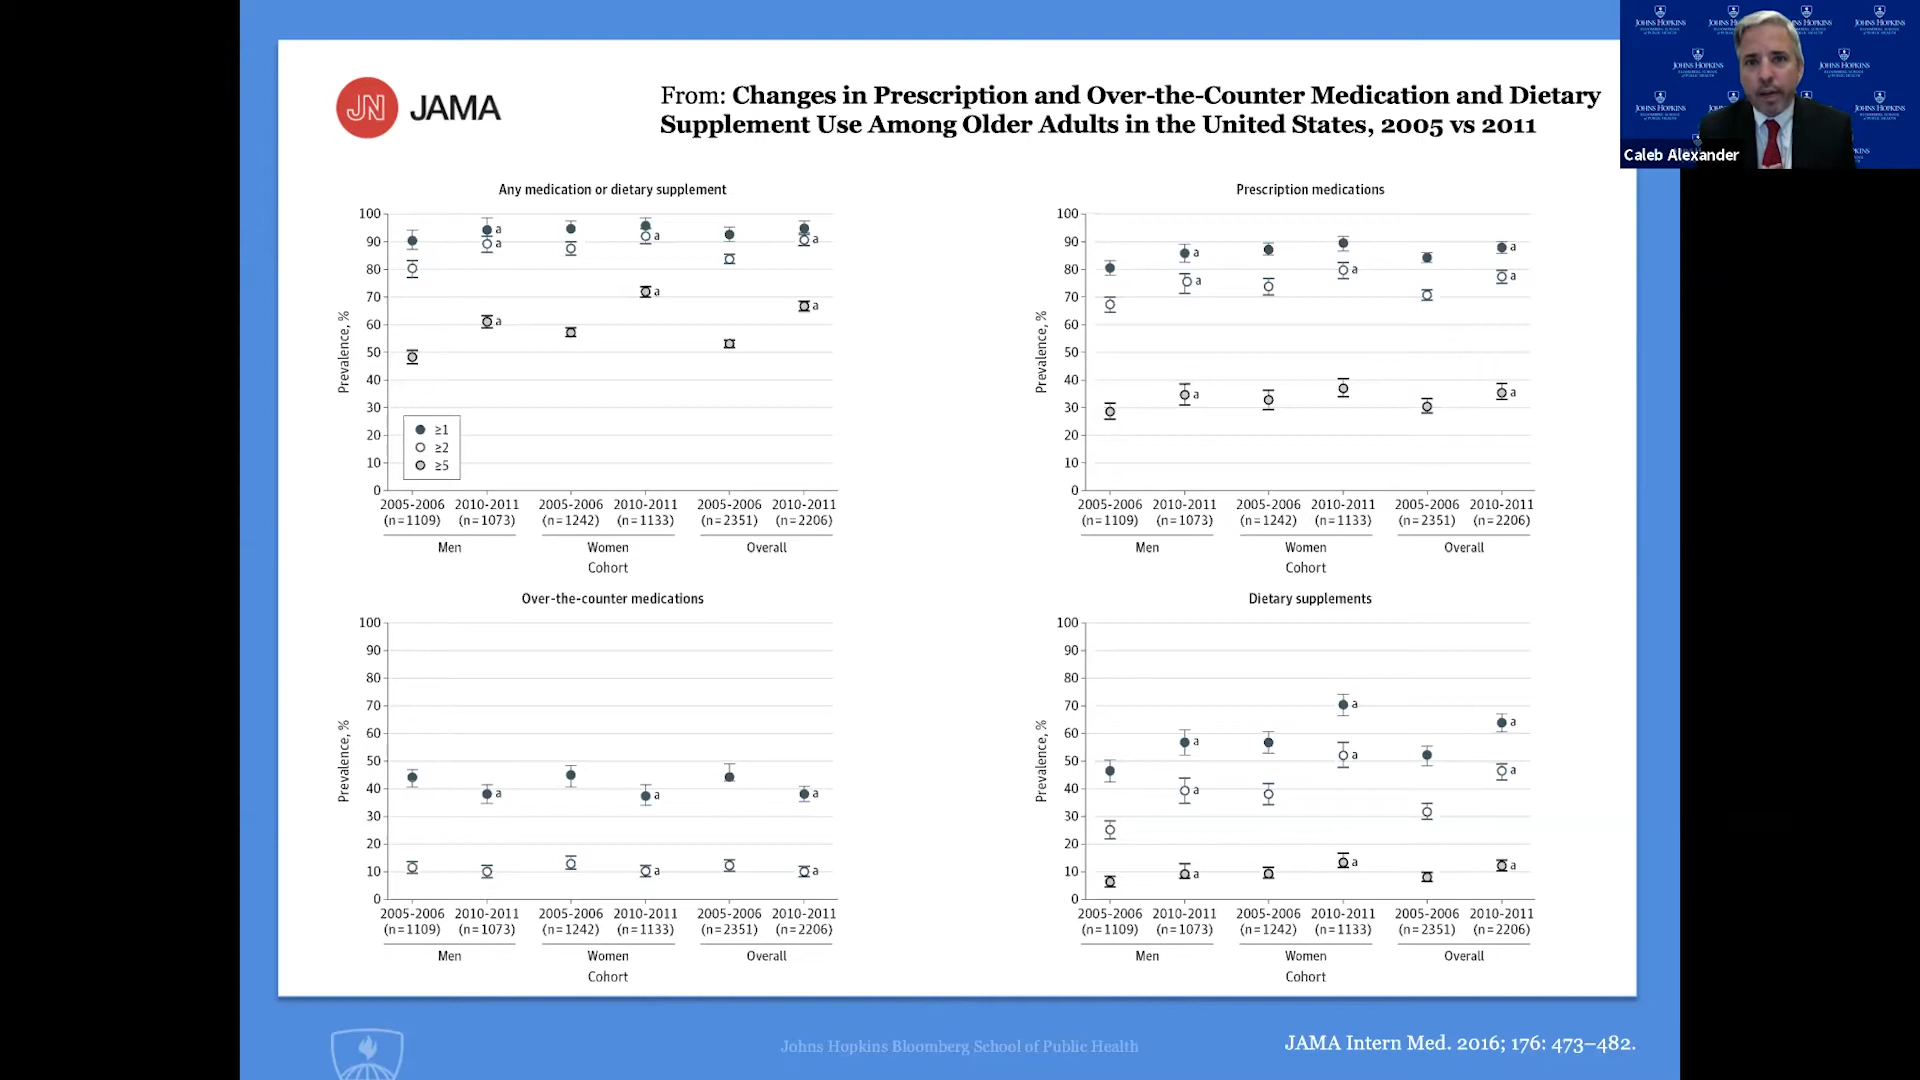 JN JAMA
From: Changes in Prescription and Over-the-Counter Medication and Dietary
Supplement Use Among Older Adults in the United States, 2005 vs 2011
Caleb Alexander
Any medication or dietary supplement
Prevalence, %
100
90
80
70
60
50
40
30
20
10
0
a
a
a
a
a
a
a
≥1
≥2
≥5
2005-2006 2010-2011 2005-2006 2010-2011 2005-2006 2010-2011
(n=1109) (n=1073) (n=1242) (n=1133) (n=2351) (n=2206)
Men Women Overall
Cohort
Prescription medications
Prevalence, %
100
90
80
70
60
50
40
30
20
10
0
a
a
a
a
a
a
a
2005-2006 2010-2011 2005-2006 2010-2011 2005-2006 2010-2011
(n=1109) (n=1073) (n=1242) (n=1133) (n=2351) (n=2206)
Men Women Overall
Cohort
Over-the-counter medications
Prevalence, %
100
90
80
70
60
50
40
30
20
10
0
a
a
a
a
a
2005-2006 2010-2011 2005-2006 2010-2011 2005-2006 2010-2011
(n=1109) (n=1073) (n=1242) (n=1133) (n=2351) (n=2206)
Men Women Overall
Cohort
Dietary supplements
Prevalence, %
100
90
80
70
60
50
40
30
20
10
0
a
a
a
a
a
a
a
a
a
2005-2006 2010-2011 2005-2006 2010-2011 2005-2006 2010-2011
(n=1109) (n=1073) (n=1242) (n=1133) (n=2351) (n=2206)
Men Women Overall
Cohort
Johns Hopkins Bloomberg School of Public Health
JAMA Intern Med. 2016; 176: 473–482.